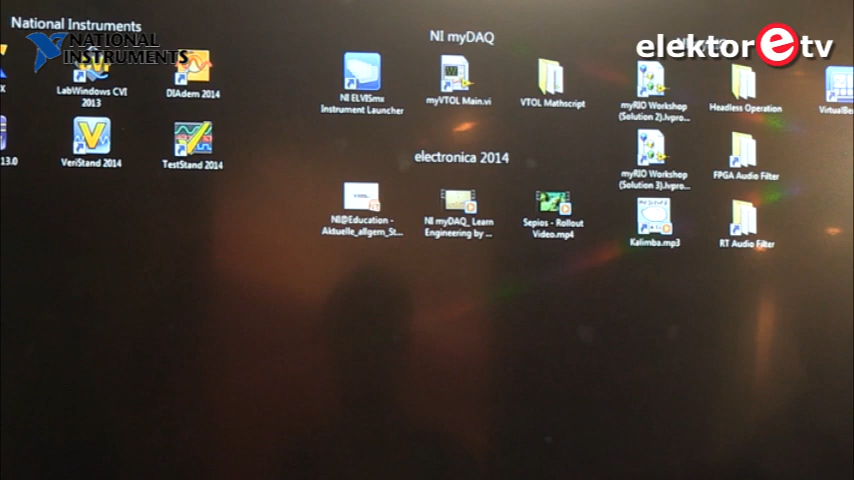 National Instruments
NATIONAL
INSTRUMENTS
LabWindows CVI
2013
DIAdem 2014
13.0
VeriStand 2014
TestStand 2014
NI myDAQ
NI ELVISmx
Instrument Launcher
myVTOL Main.vi
VTOL Mathscript
electronica 2014
NI@Education -
Aktuelle_allgem_St...
NI myDAQ_ Learn
Engineering by ...
Sepios - Rollout
Video.mp4
elektor e tv
myRIO Workshop
(Solution 2).lvpro...
Headless Operation
myRIO Workshop
(Solution 3).lvpro...
FPGA Audio Filter
Kalimba.mp3
RT Audio Filter
VirtualBe